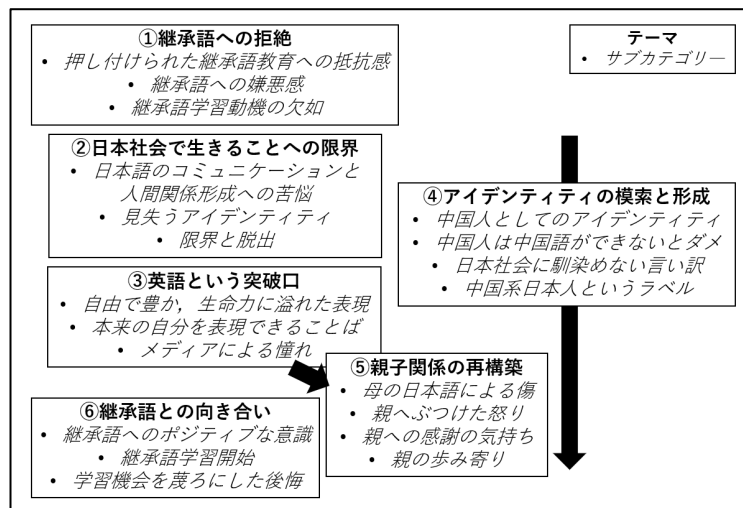 ①継承語への拒絶
• 押し付けられた継承語教育への抵抗感
• 継承語への嫌悪感
• 継承語学習動機の欠如
テーマ
• サブカテゴリー
②日本社会で生きることへの限界
• 日本語のコミュニケーションと
人間関係形成への苦悩
• 見失うアイデンティティ
• 限界と脱出
④アイデンティティの模索と形成
• 中国人としてのアイデンティティ
• 中国人は中国語ができないとダメ
• 日本社会に馴染めない言い訳
• 中国系日本人というラベル
③英語という突破口
• 自由で豊か，生命力に溢れた表現
• 本来の自分を表現できることば
• メディアによる憧れ
⑤親子関係の再構築
• 母の日本語による傷
• 親へぶつけた怒り
• 親への感謝の気持ち
• 親の歩み寄り
⑥継承語との向き合い
• 継承語へのポジティブな意識
• 継承語学習開始
• 学習機会を蔑ろにした後悔